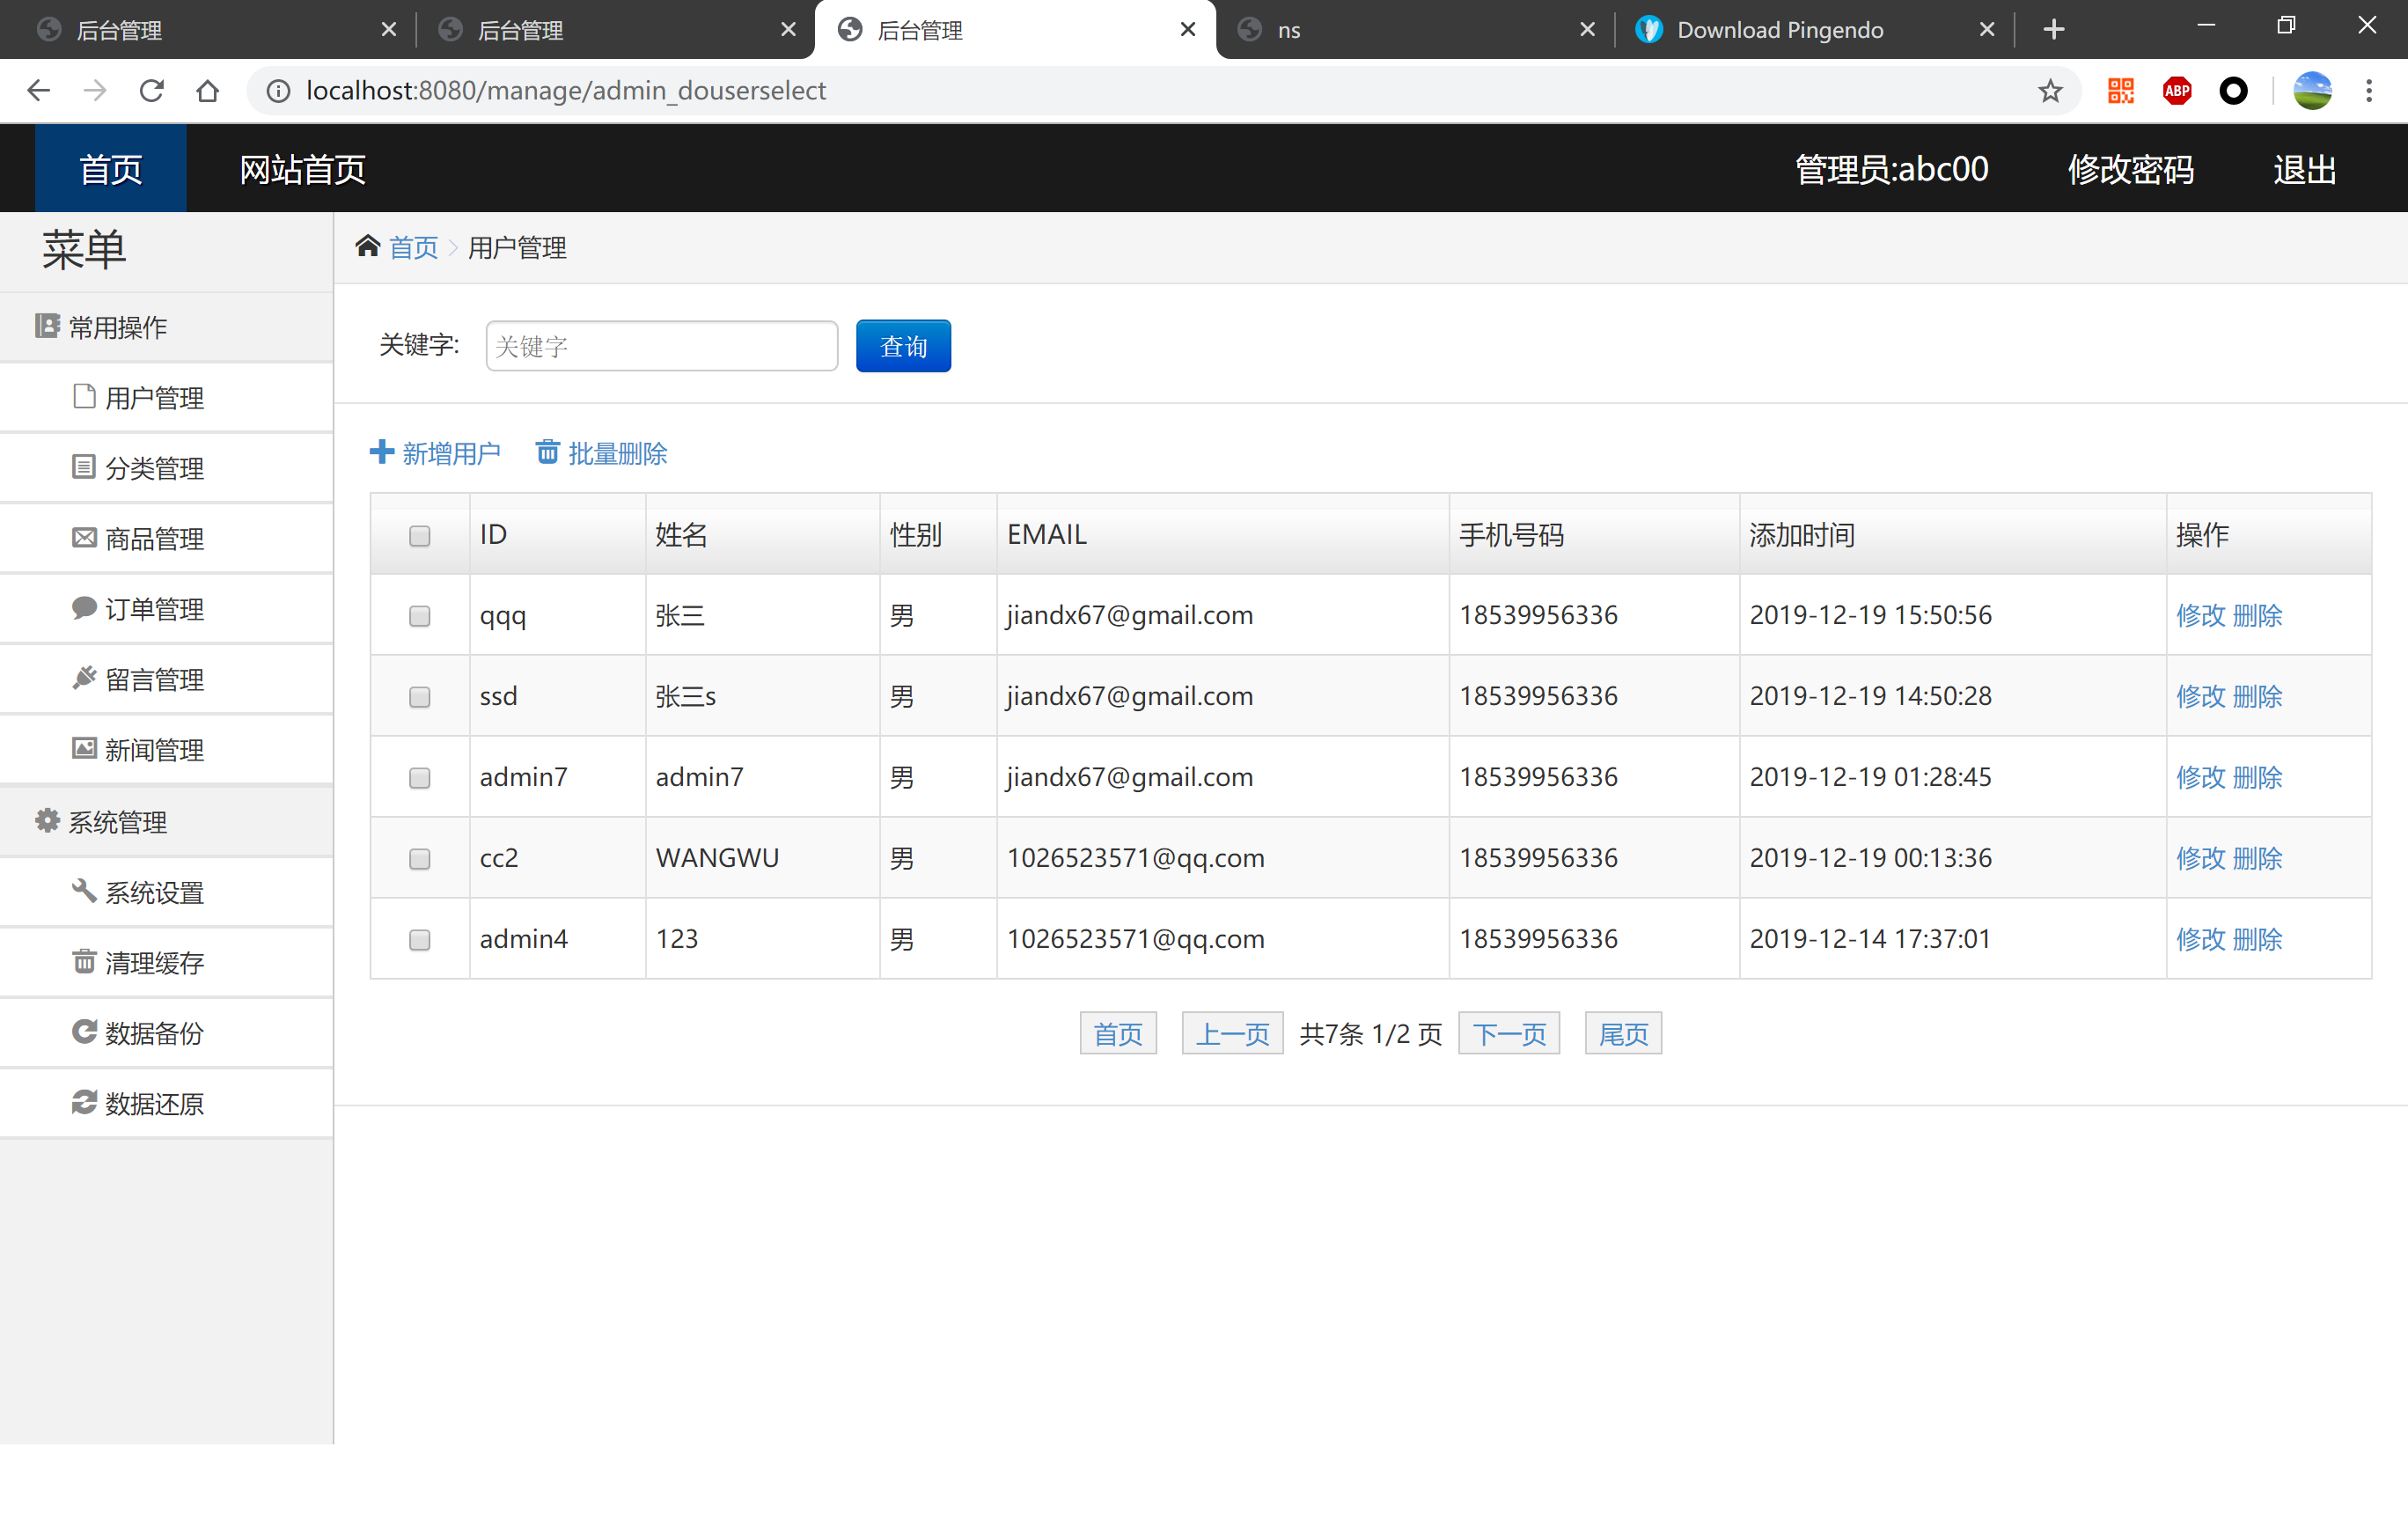 后台管理 后台管理 后台管理 ns Download Pingendo
localhost:8080/manage/admin_douserselect ABP
首页 网站首页 管理员:abc00 修改密码 退出
菜单
常用操作
用户管理
分类管理
商品管理
订单管理
留言管理
新闻管理
系统管理
系统设置
清理缓存
数据备份
数据还原
首页 用户管理
关键字: 关键字 查询
新增用户 批量删除
ID 姓名 性别 EMAIL 手机号码 添加时间 操作
qqq 张三 男 jiandx67@gmail.com 18539956336 2019-12-19 15:50:56 修改 删除
ssd 张三s 男 jiandx67@gmail.com 18539956336 2019-12-19 14:50:28 修改 删除
admin7 admin7 男 jiandx67@gmail.com 18539956336 2019-12-19 01:28:45 修改 删除
cc2 WANGWU 男 1026523571@qq.com 18539956336 2019-12-19 00:13:36 修改 删除
admin4 123 男 1026523571@qq.com 18539956336 2019-12-14 17:37:01 修改 删除
首页 上一页 共7条 1/2 页 下一页 尾页